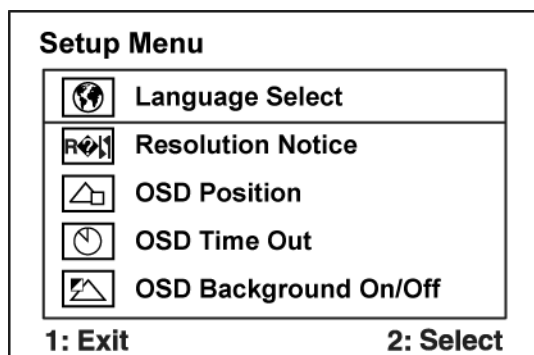 Setup Menu
Language Select
Resolution Notice
OSD Position
OSD Time Out
OSD Background On/Off
1: Exit 2: Select